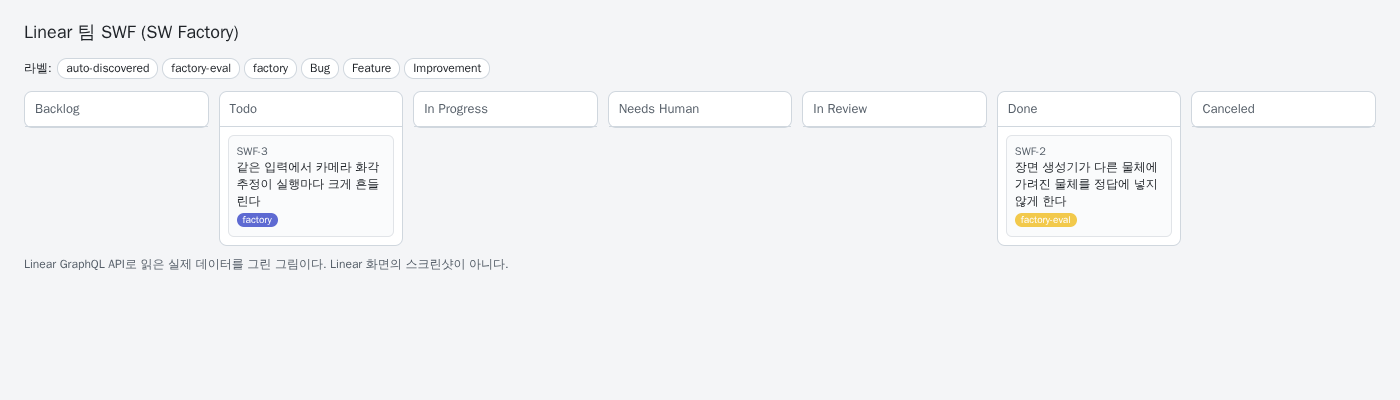 Linear 팀 SWF (SW Factory)
라벨: auto-discovered factory-eval factory Bug Feature Improvement
Backlog
Todo
In Progress
Needs Human
In Review
Done
Canceled
SWF-3
같은 입력에서 카메라 화각
추정이 실행마다 크게 흔들
린다
factory
SWF-2
장면 생성기가 다른 물체에
가려진 물체를 정답에 넣지
않게 한다
factory-eval
Linear GraphQL API로 읽은 실제 데이터를 그린 그림이다. Linear 화면의 스크린샷이 아니다.